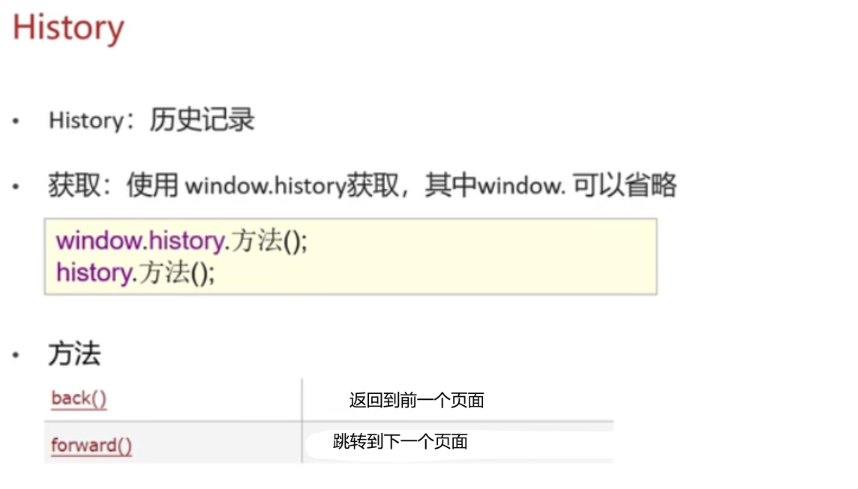 History
• History：历史记录
• 获取：使用 window.history获取，其中window. 可以省略
window.history.方法();
history.方法();
• 方法
back() 返回到前一个页面
forward() 跳转到下一个页面